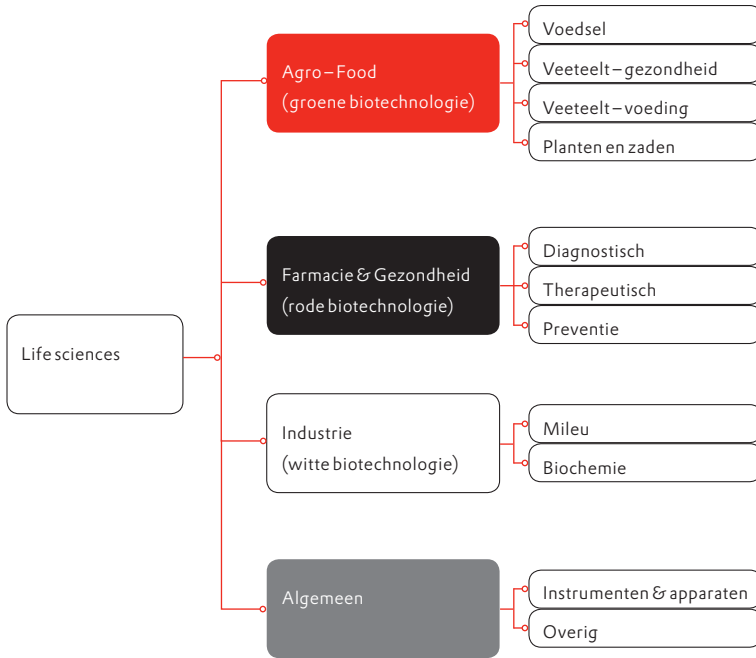 Life sciences
Agro – Food
(groene biotechnologie)
Voedsel
Veeteelt – gezondheid
Veeteelt – voeding
Planten en zaden
Farmacie & Gezondheid
(rode biotechnologie)
Diagnostisch
Therapeutisch
Preventie
Industrie
(witte biotechnologie)
Mileu
Biochemie
Algemeen
Instrumenten & apparaten
Overig